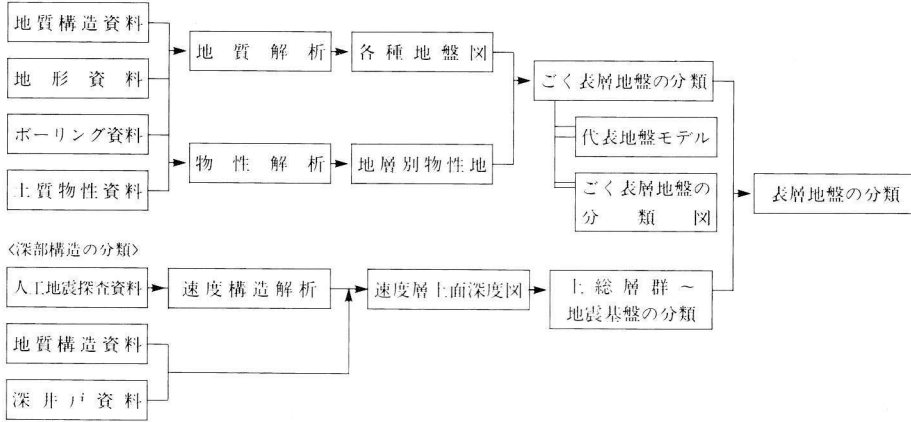 地質構造資料
地形資料
ボーリング資料
土質物性資料
地質解析
各種地盤図
物性解析
地層別物性地
ごく表層地盤の分類
代表地盤モデル
ごく表層地盤の
分類図
表層地盤の分類
〈深部構造の分類〉
人工地震探査資料
速度構造解析
速度層上面深度図
上総層群～
地震基盤の分類
地質構造資料
深井戸資料